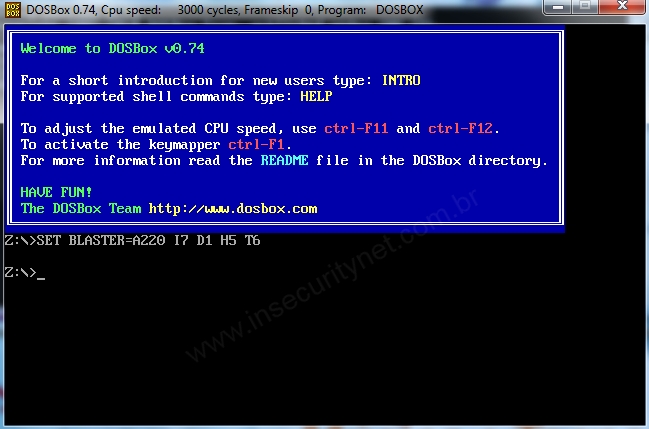 DOS
BOX
DOSBox 0.74, Cpu speed:    3000 cycles, Frameskip  0, Program:   DOSBOX
Welcome to DOSBox v0.74
For a short introduction for new users type: INTRO
For supported shell commands type: HELP
To adjust the emulated CPU speed, use ctrl-F11 and ctrl-F12.
To activate the keymapper ctrl-F1.
For more information read the README file in the DOSBox directory.
HAVE FUN!
The DOSBox Team http://www.dosbox.com
Z:\>SET BLASTER=A220 I7 D1 H5 T6
Z:\>_
www.insecuritynet.com.br